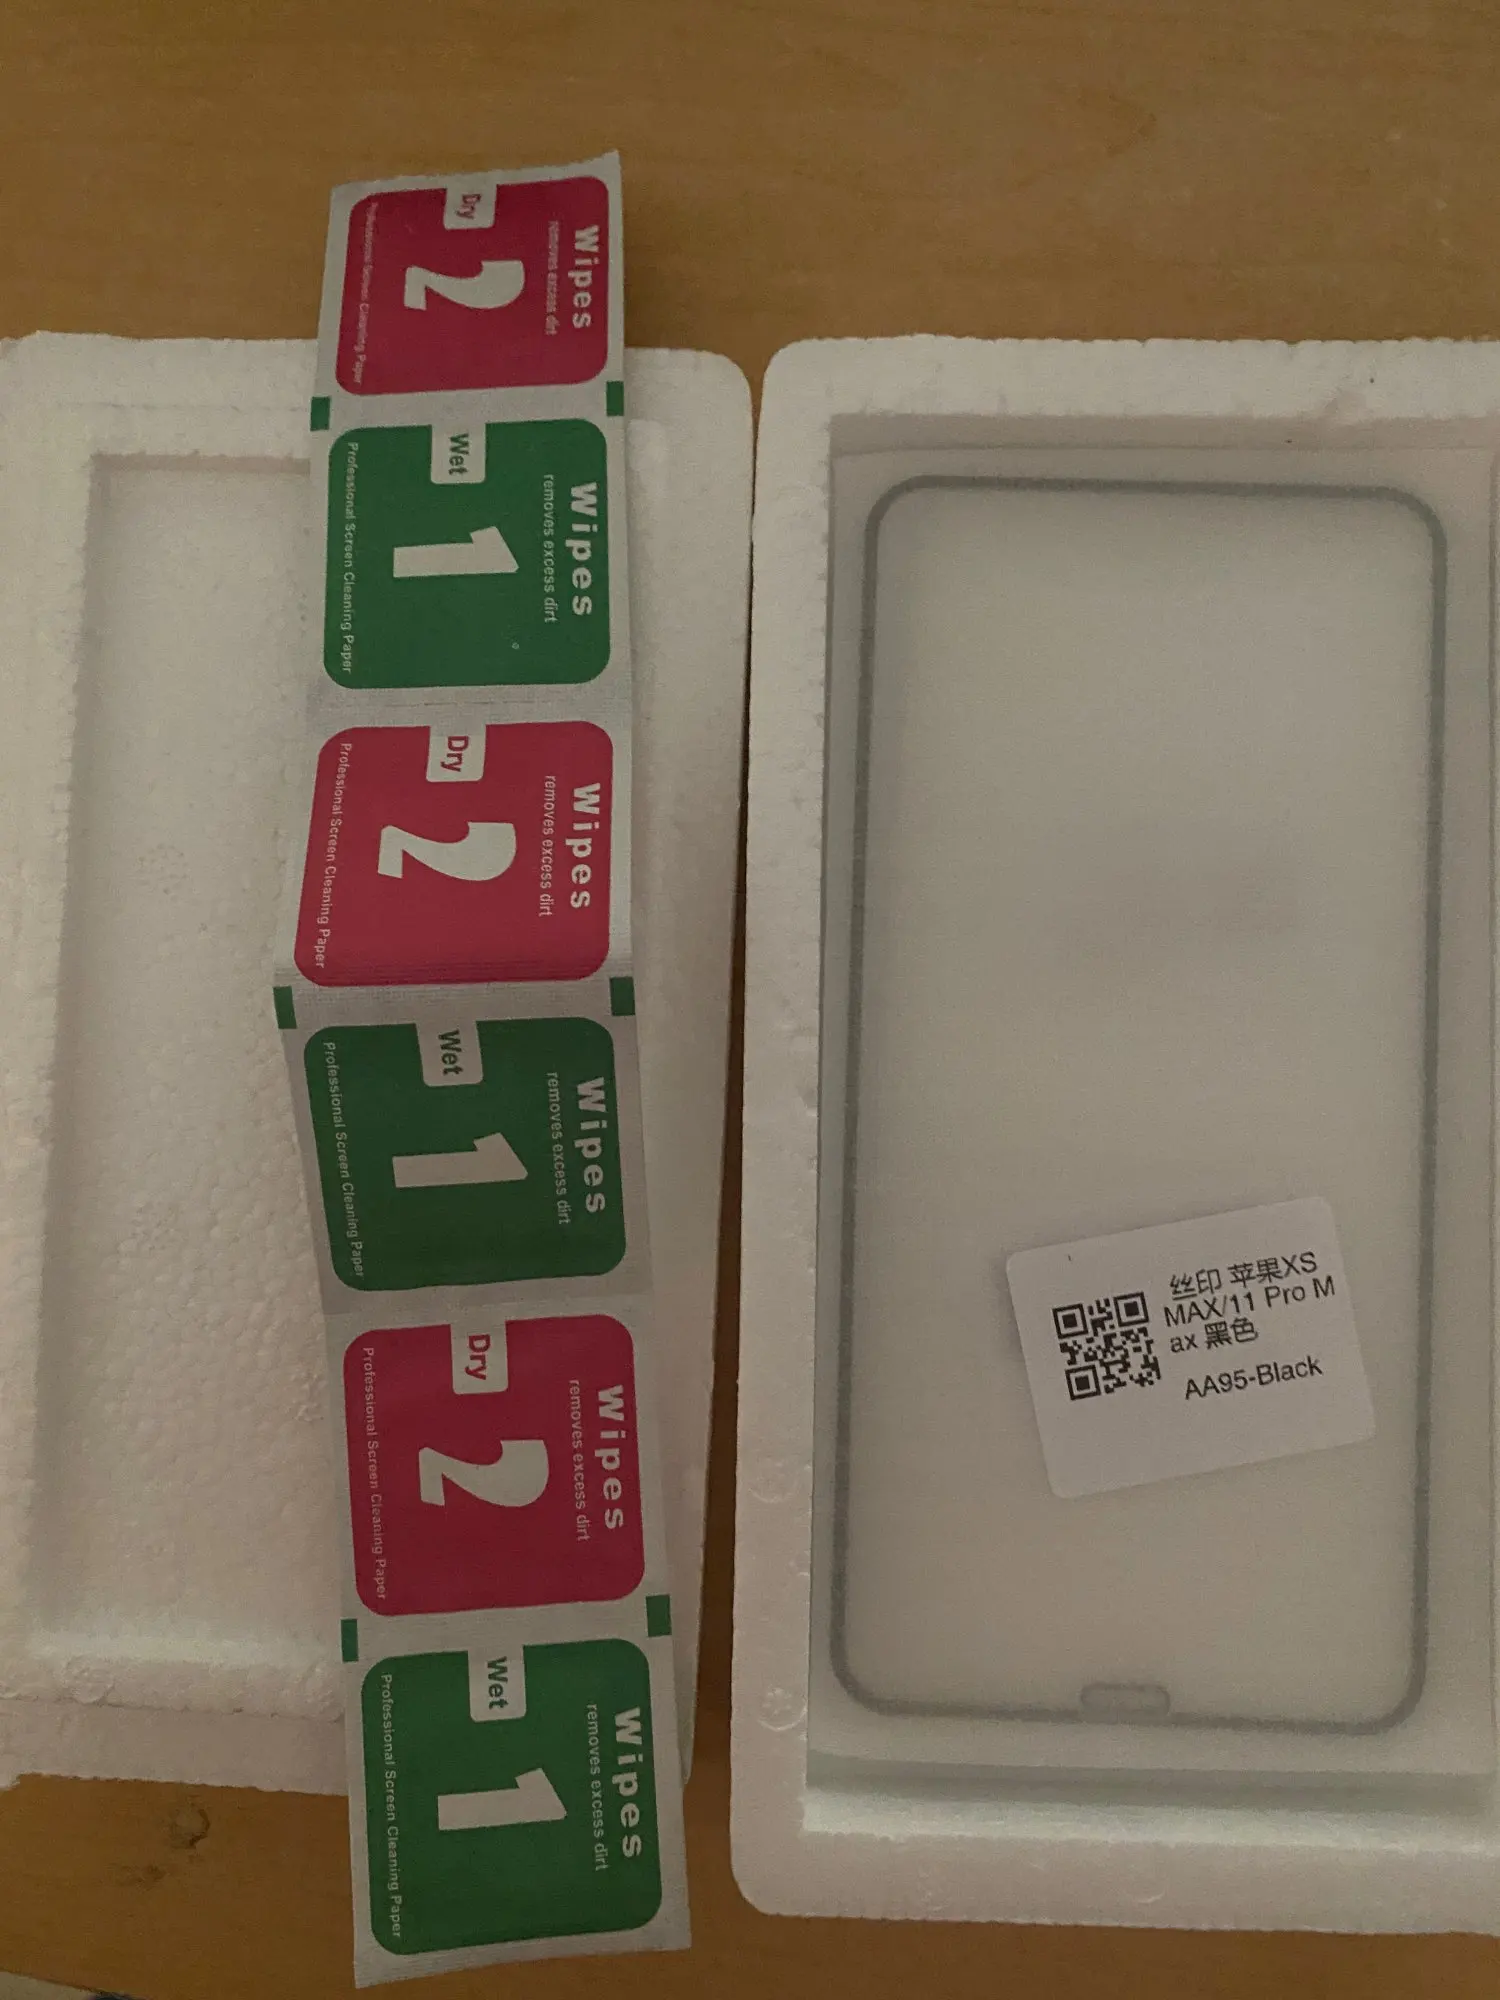 Wipes
removes excess dirt
2
Dry
Professional Screen Cleaning Paper
Wipes
removes excess dirt
1
Wet
Professional Screen Cleaning Paper
Wipes
removes excess dirt
2
Dry
Professional Screen Cleaning Paper
Wipes
removes excess dirt
1
Wet
Professional Screen Cleaning Paper
Wipes
removes excess dirt
2
Dry
Professional Screen Cleaning Paper
Wipes
removes excess dirt
1
Wet
Professional Screen Cleaning Paper
丝印 苹果XS
MAX/11 Pro M
ax 黑色
AA95-Black